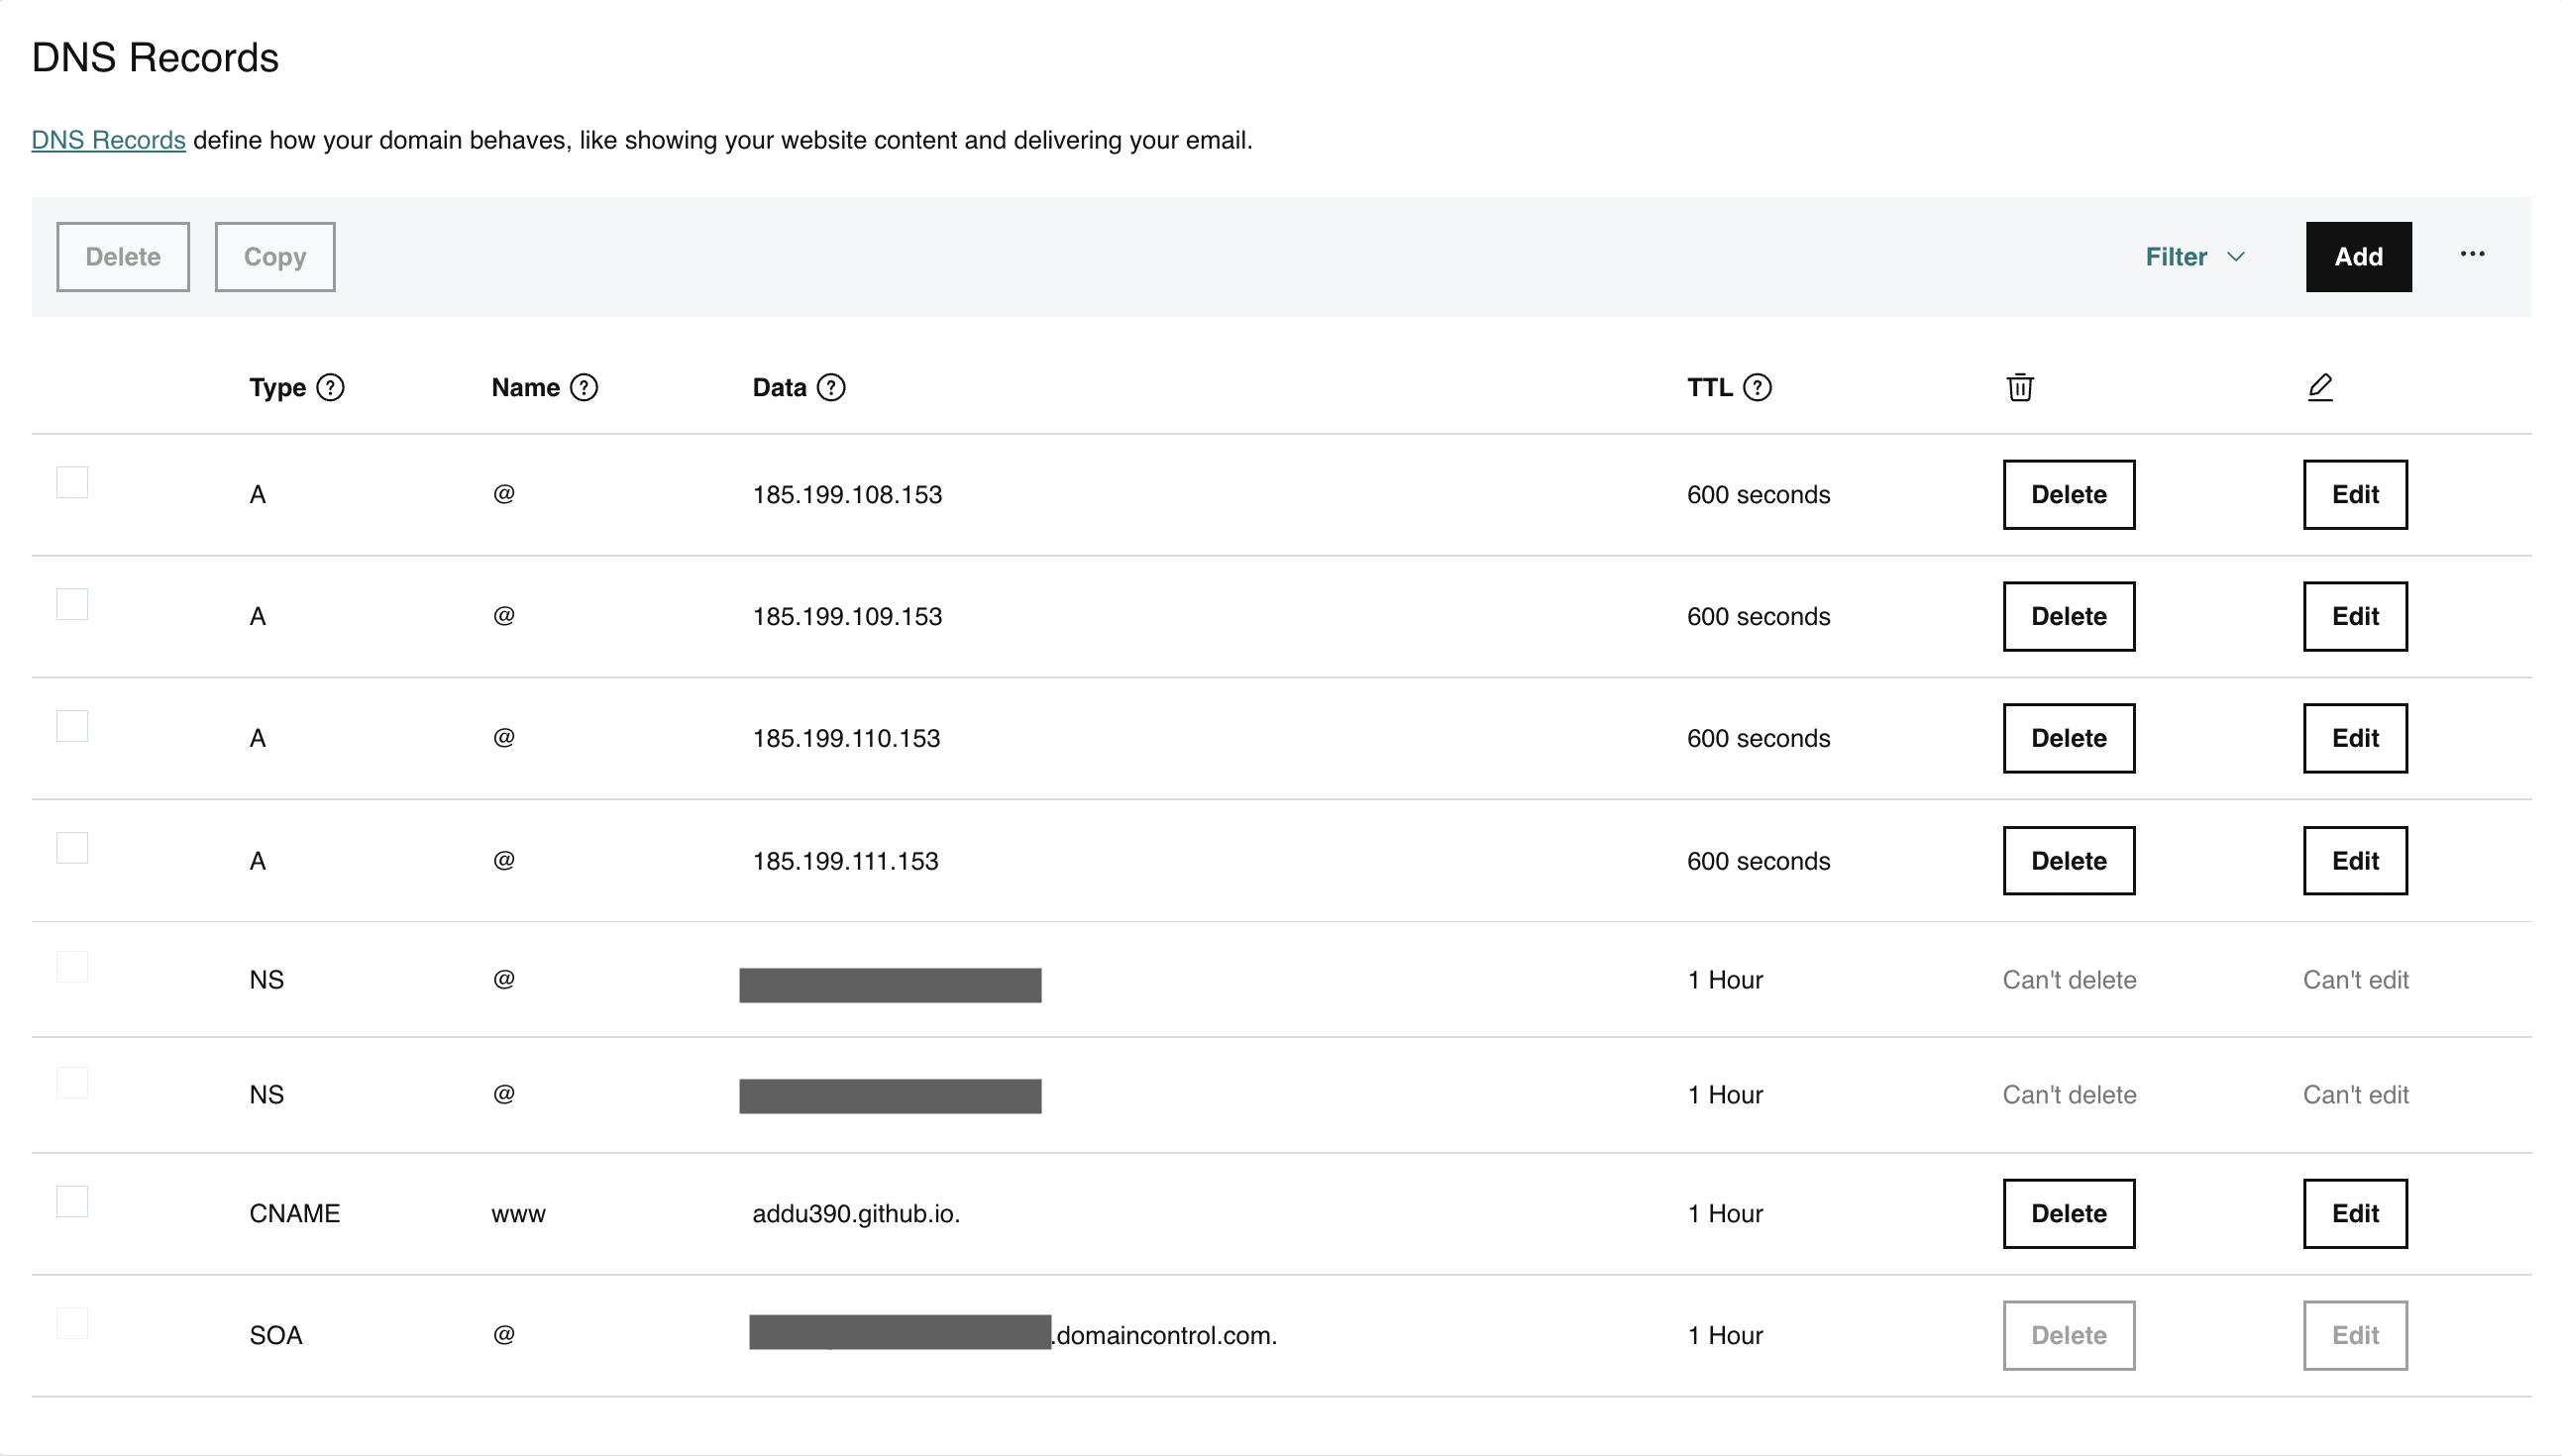 DNS Records
DNS Records define how your domain behaves, like showing your website content and delivering your email.
Delete Copy Filter Add ...
Type ? Name ? Data ? TTL ?
A @ 185.199.108.153 600 seconds Delete Edit
A @ 185.199.109.153 600 seconds Delete Edit
A @ 185.199.110.153 600 seconds Delete Edit
A @ 185.199.111.153 600 seconds Delete Edit
NS @ 1 Hour Can't delete Can't edit
NS @ 1 Hour Can't delete Can't edit
CNAME www addu390.github.io. 1 Hour Delete Edit
SOA @ .domaincontrol.com. 1 Hour Delete Edit